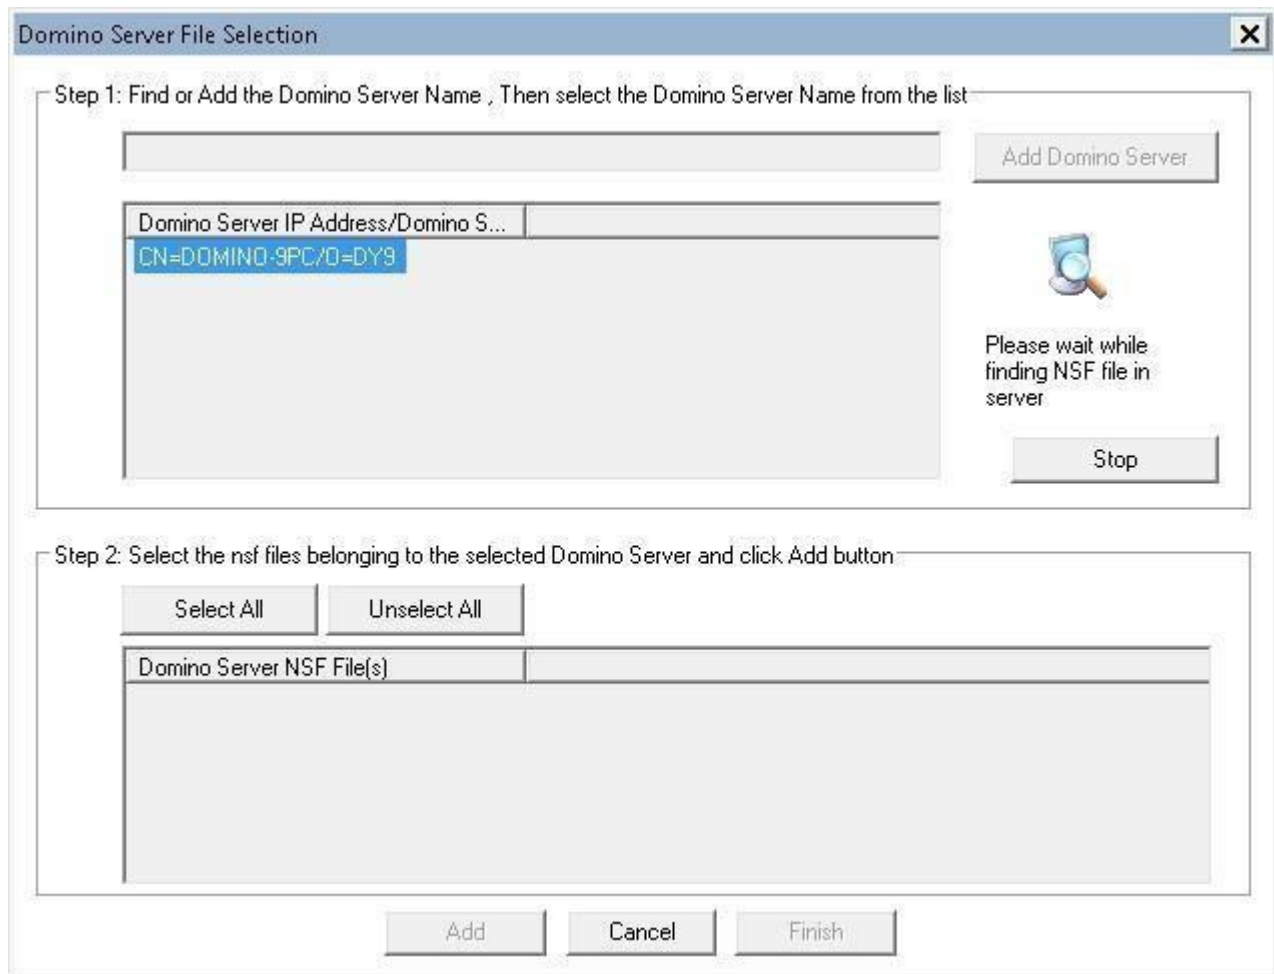 Domino Server File Selection
Step 1: Find or Add the Domino Server Name , Then select the Domino Server Name from the list
Add Domino Server
Domino Server IP Address/Domino S...
CN=DOMINO-9PC/O=DY9
Please wait while
finding NSF file in
server
Stop
Step 2: Select the nsf files belonging to the selected Domino Server and click Add button
Select All Unselect All
Domino Server NSF File(s)
Add Cancel Finish